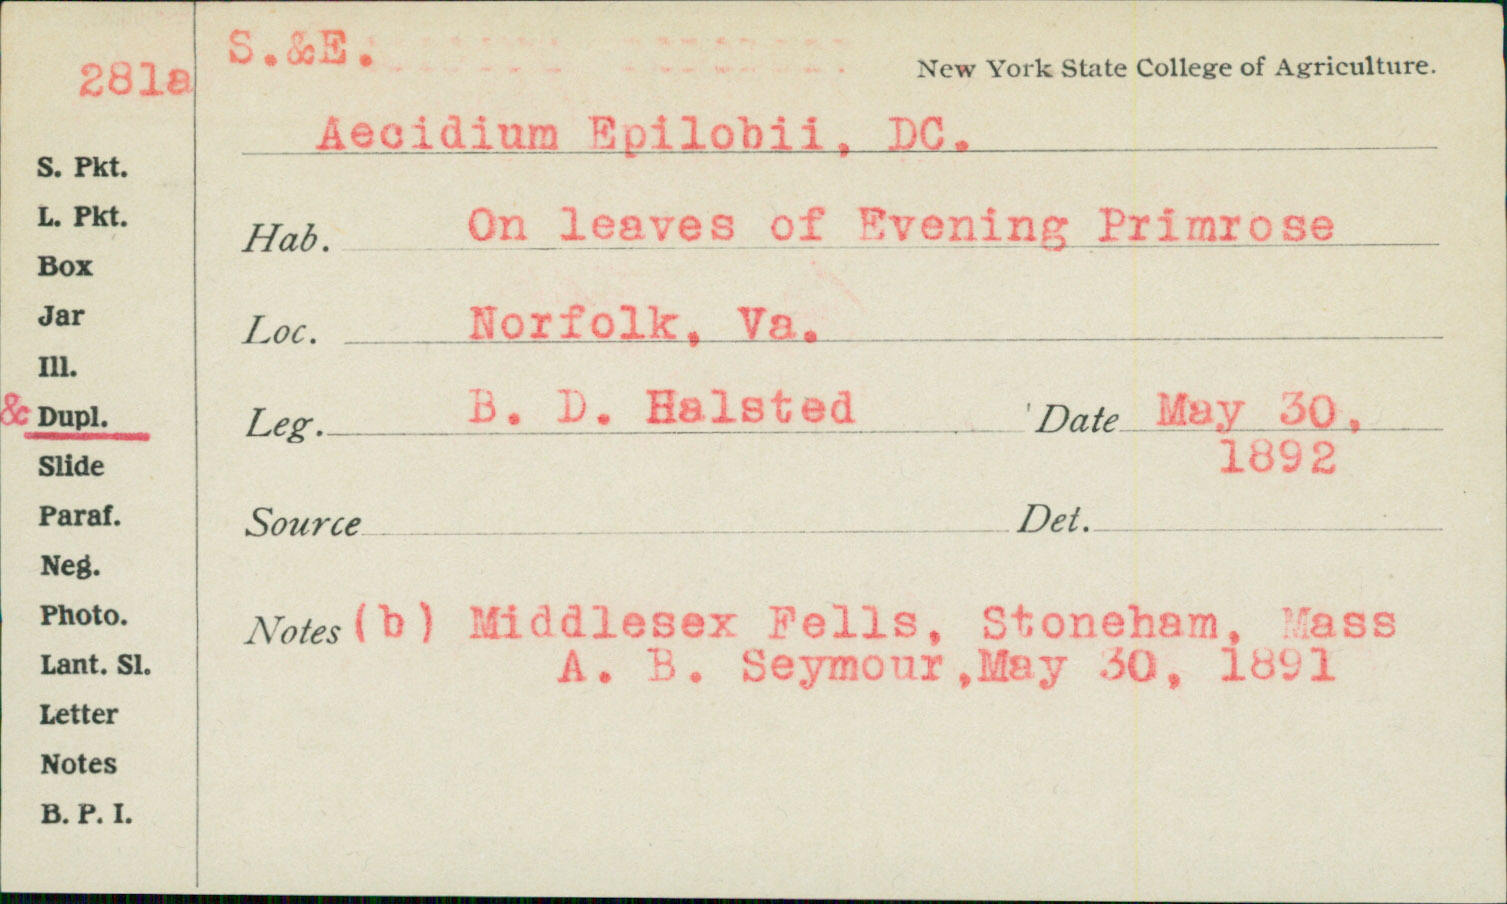 S.&E.
New York State College of Agriculture.
281a
Aecidium Epilobii, DC.
S. Pkt.
L. Pkt.
Hab. On leaves of Evening Primrose
Box
Jar
Loc. Norfolk, Va.
Ill.
& Dupl.
Leg. B. D. Halsted Date May 30,
1892
Slide
Paraf.
Source Det.
Neg.
Photo.
Notes (b) Middlesex Fells, Stoneham, Mass
A. B. Seymour, May 30, 1891
Lant. Sl.
Letter
Notes
B. P. I.